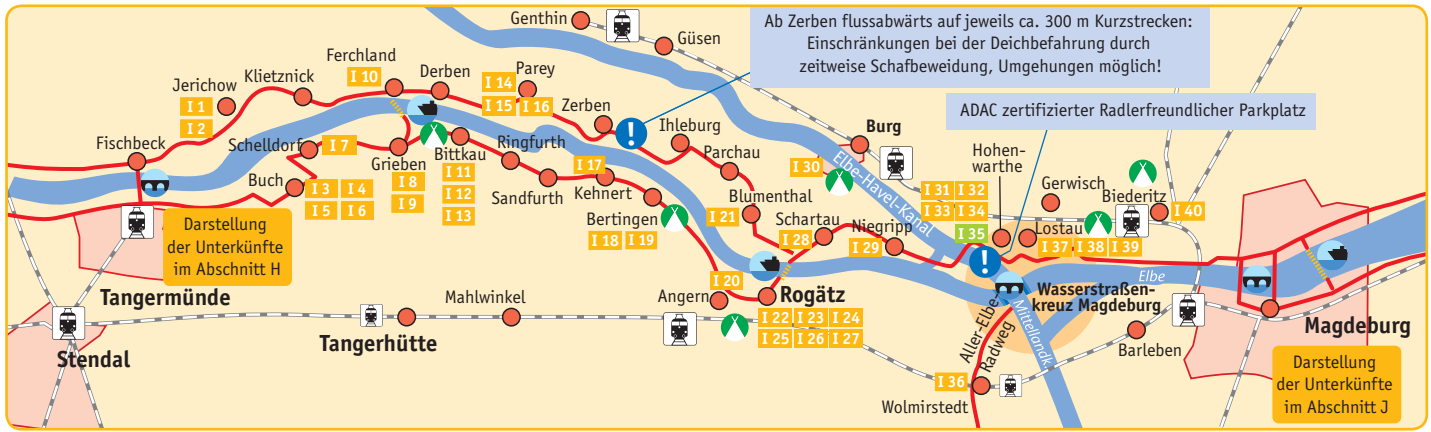 Genthin
Güsen
Ab Zerben flussabwärts auf jeweils ca. 300 m Kurzstrecken:
Einschränkungen bei der Deichbefahrung durch
zeitweise Schafbeweidung, Umgehungen möglich!
ADAC zertifizierter Radlerfreundlicher Parkplatz
Ferchland
I 10
Derben
I 14
Parey
I 15
I 16
Klietznick
Jerichow
I 1
I 2
Zerben
Fischbeck
Schelldorf
I 7
Grieben
I 8
I 9
Bittkau
I 11
I 12
I 13
Ringfurth
Sandfurth
I 17
Kehnert
Ihleburg
Parchau
Burg
I 30
Elbe-Havel-Kanal
Hohen-
warthe
I 31
I 32
I 33
I 34
I 35
Gerwisch
Biederitz
I 40
Buch
I 3
I 4
I 5
I 6
Bertingen
I 18
I 19
Blumenthal
I 21
Schartau
I 28
Niegripp
I 29
Lostau
I 37
I 38
I 39
Darstellung
der Unterkünfte
im Abschnitt H
Tangermünde
I 20
Angern
Rogätz
I 22
I 23
I 24
I 25
I 26
I 27
Elbe
Wasserstraßen-
kreuz Magdeburg
Mittellandk.
Aller-Elbe-
Radweg
Mahlwinkel
Tangerhütte
Stendal
I 36
Wolmirstedt
Barleben
Magdeburg
Darstellung
der Unterkünfte
im Abschnitt J